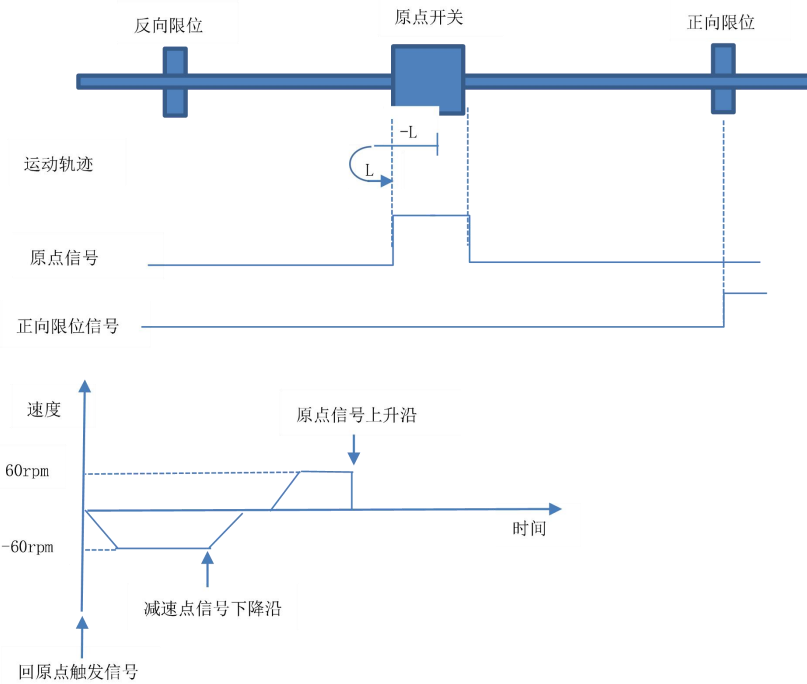 反向限位
原点开关
正向限位
-L
运动轨迹
L
原点信号
正向限位信号
速度
原点信号上升沿
60rpm
时间
-60rpm
减速点信号下降沿
回原点触发信号